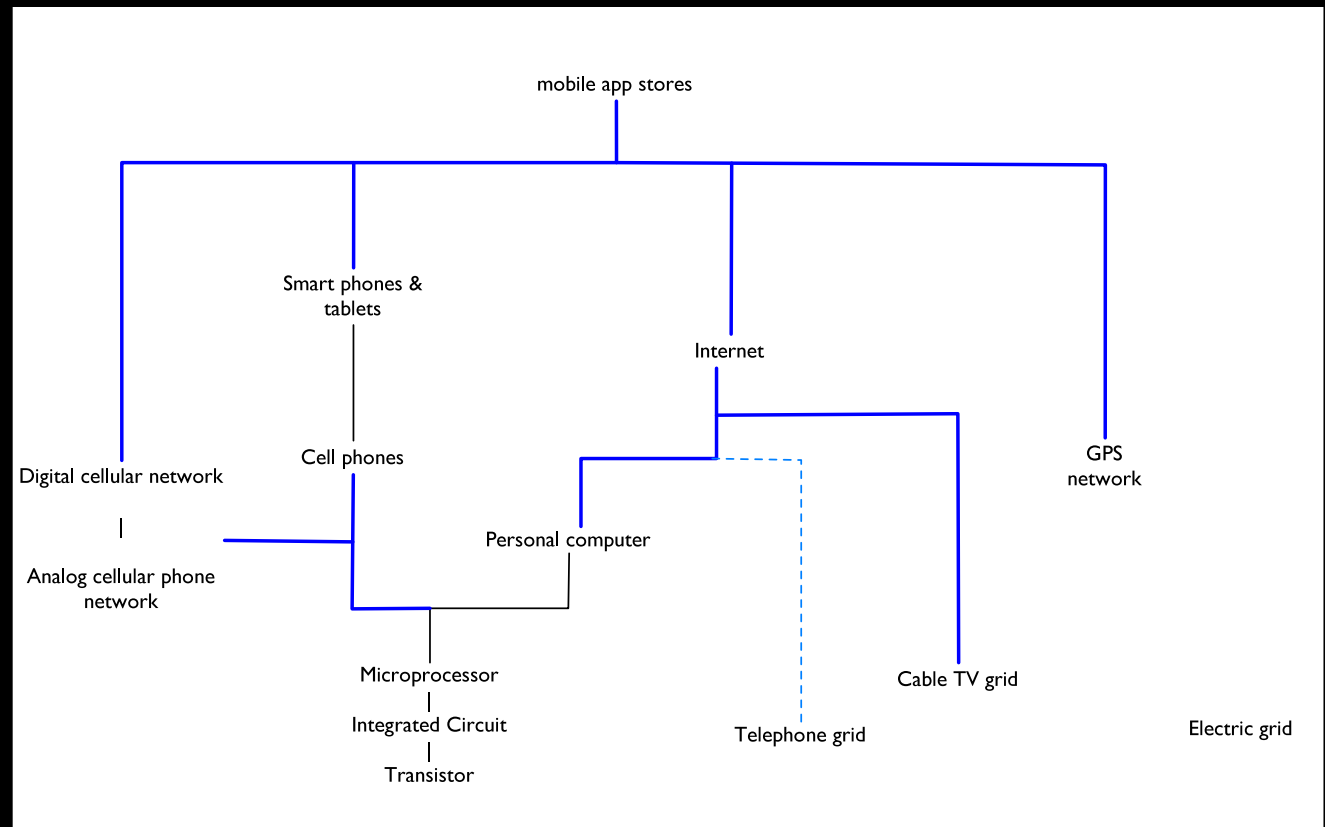 mobile app stores
Smart phones &
tablets
Internet
Cell phones
GPS
network
Digital cellular network
Personal computer
Analog cellular phone
network
Microprocessor
Cable TV grid
Integrated Circuit
Telephone grid
Electric grid
Transistor